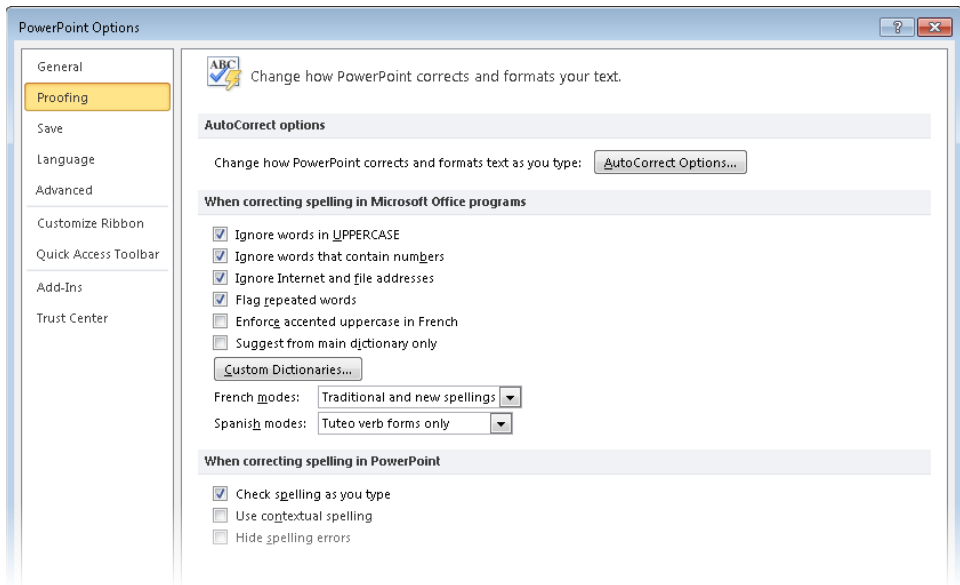 PowerPoint Options
General
Proofing
Save
Language
Advanced
Customize Ribbon
Quick Access Toolbar
Add-Ins
Trust Center
ABC
Change how PowerPoint corrects and formats your text.
AutoCorrect options
Change how PowerPoint corrects and formats text as you type: AutoCorrect Options...
When correcting spelling in Microsoft Office programs
Ignore words in UPPERCASE
Ignore words that contain numbers
Ignore Internet and file addresses
Flag repeated words
Enforce accented uppercase in French
Suggest from main dictionary only
Custom Dictionaries...
French modes: Traditional and new spellings
Spanish modes: Tuteo verb forms only
When correcting spelling in PowerPoint
Check spelling as you type
Use contextual spelling
Hide spelling errors